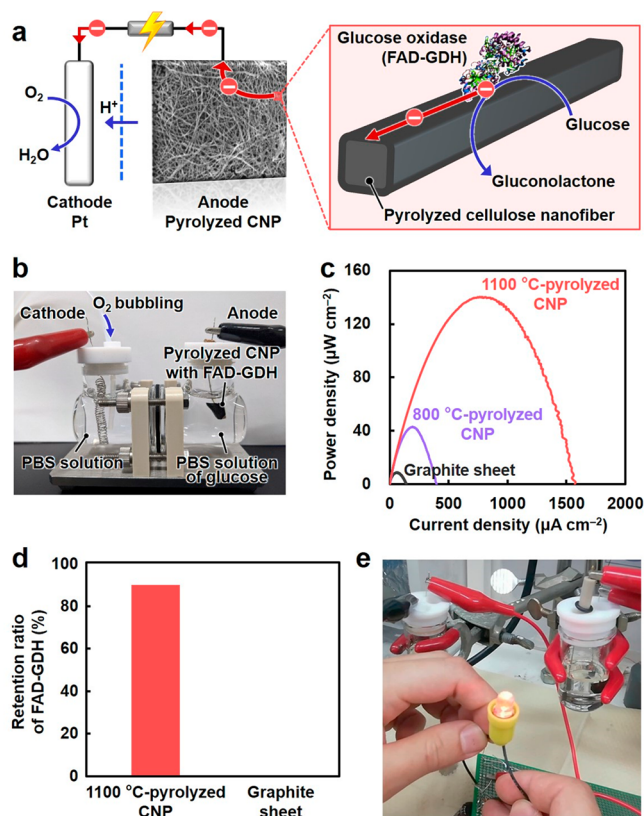 a
Glucose oxidase
(FAD-GDH)
O2
H+
H2O
Cathode
Pt
Anode
Pyrolyzed CNP
Glucose
Gluconolactone
Pyrolyzed cellulose nanofiber
b
O2 bubbling
Cathode
Anode
Pyrolyzed CNP
with FAD-GDH
PBS solution
PBS solution
of glucose
c
Power density (µW cm−2)
160
120
80
40
0
1100 °C-pyrolyzed
CNP
800 °C-pyrolyzed
CNP
Graphite sheet
0 500 1000 1500 2000
Current density (µA cm−2)
d
Retention ratio
of FAD-GDH (%)
100
80
60
40
20
0
1100 °C-pyrolyzed
CNP
Graphite
sheet
e